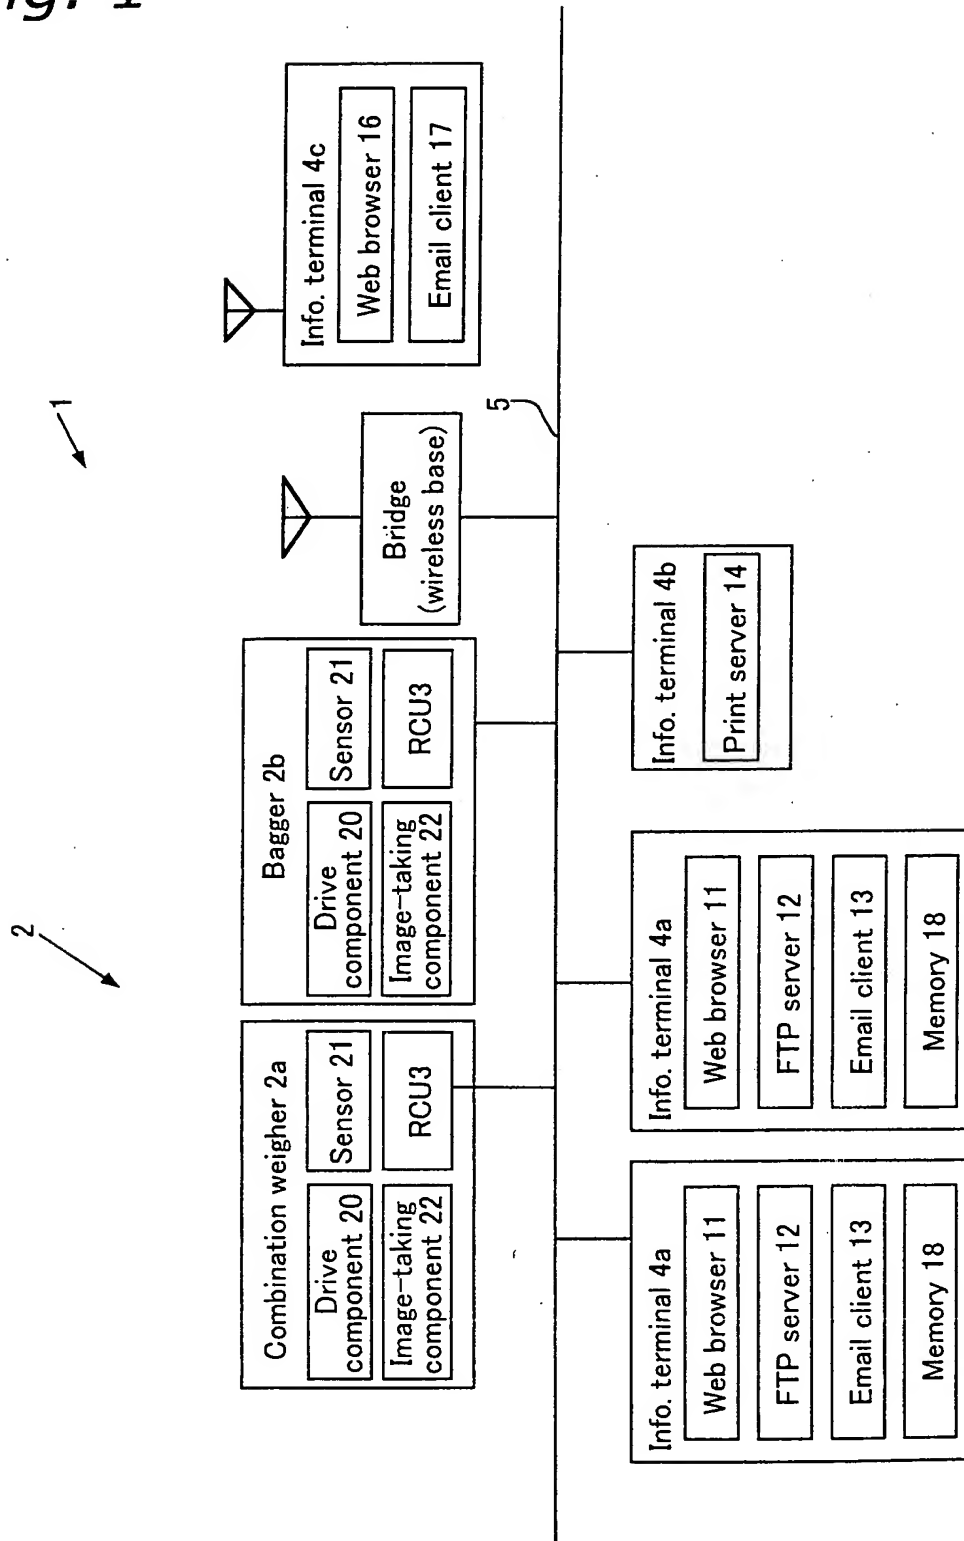 Fig. 1
1
2
Combination weigher 2a
Drive
component 20
Sensor 21
Image-taking
component 22
RCU3
Bagger 2b
Drive
component 20
Sensor 21
Image-taking
component 22
RCU3
Bridge
(wireless base)
Info. terminal 4c
Web browser 16
Email client 17
5
Info. terminal 4a
Web browser 11
FTP server 12
Email client 13
Memory 18
Info. terminal 4a
Web browser 11
FTP server 12
Email client 13
Memory 18
Info. terminal 4b
Print server 14